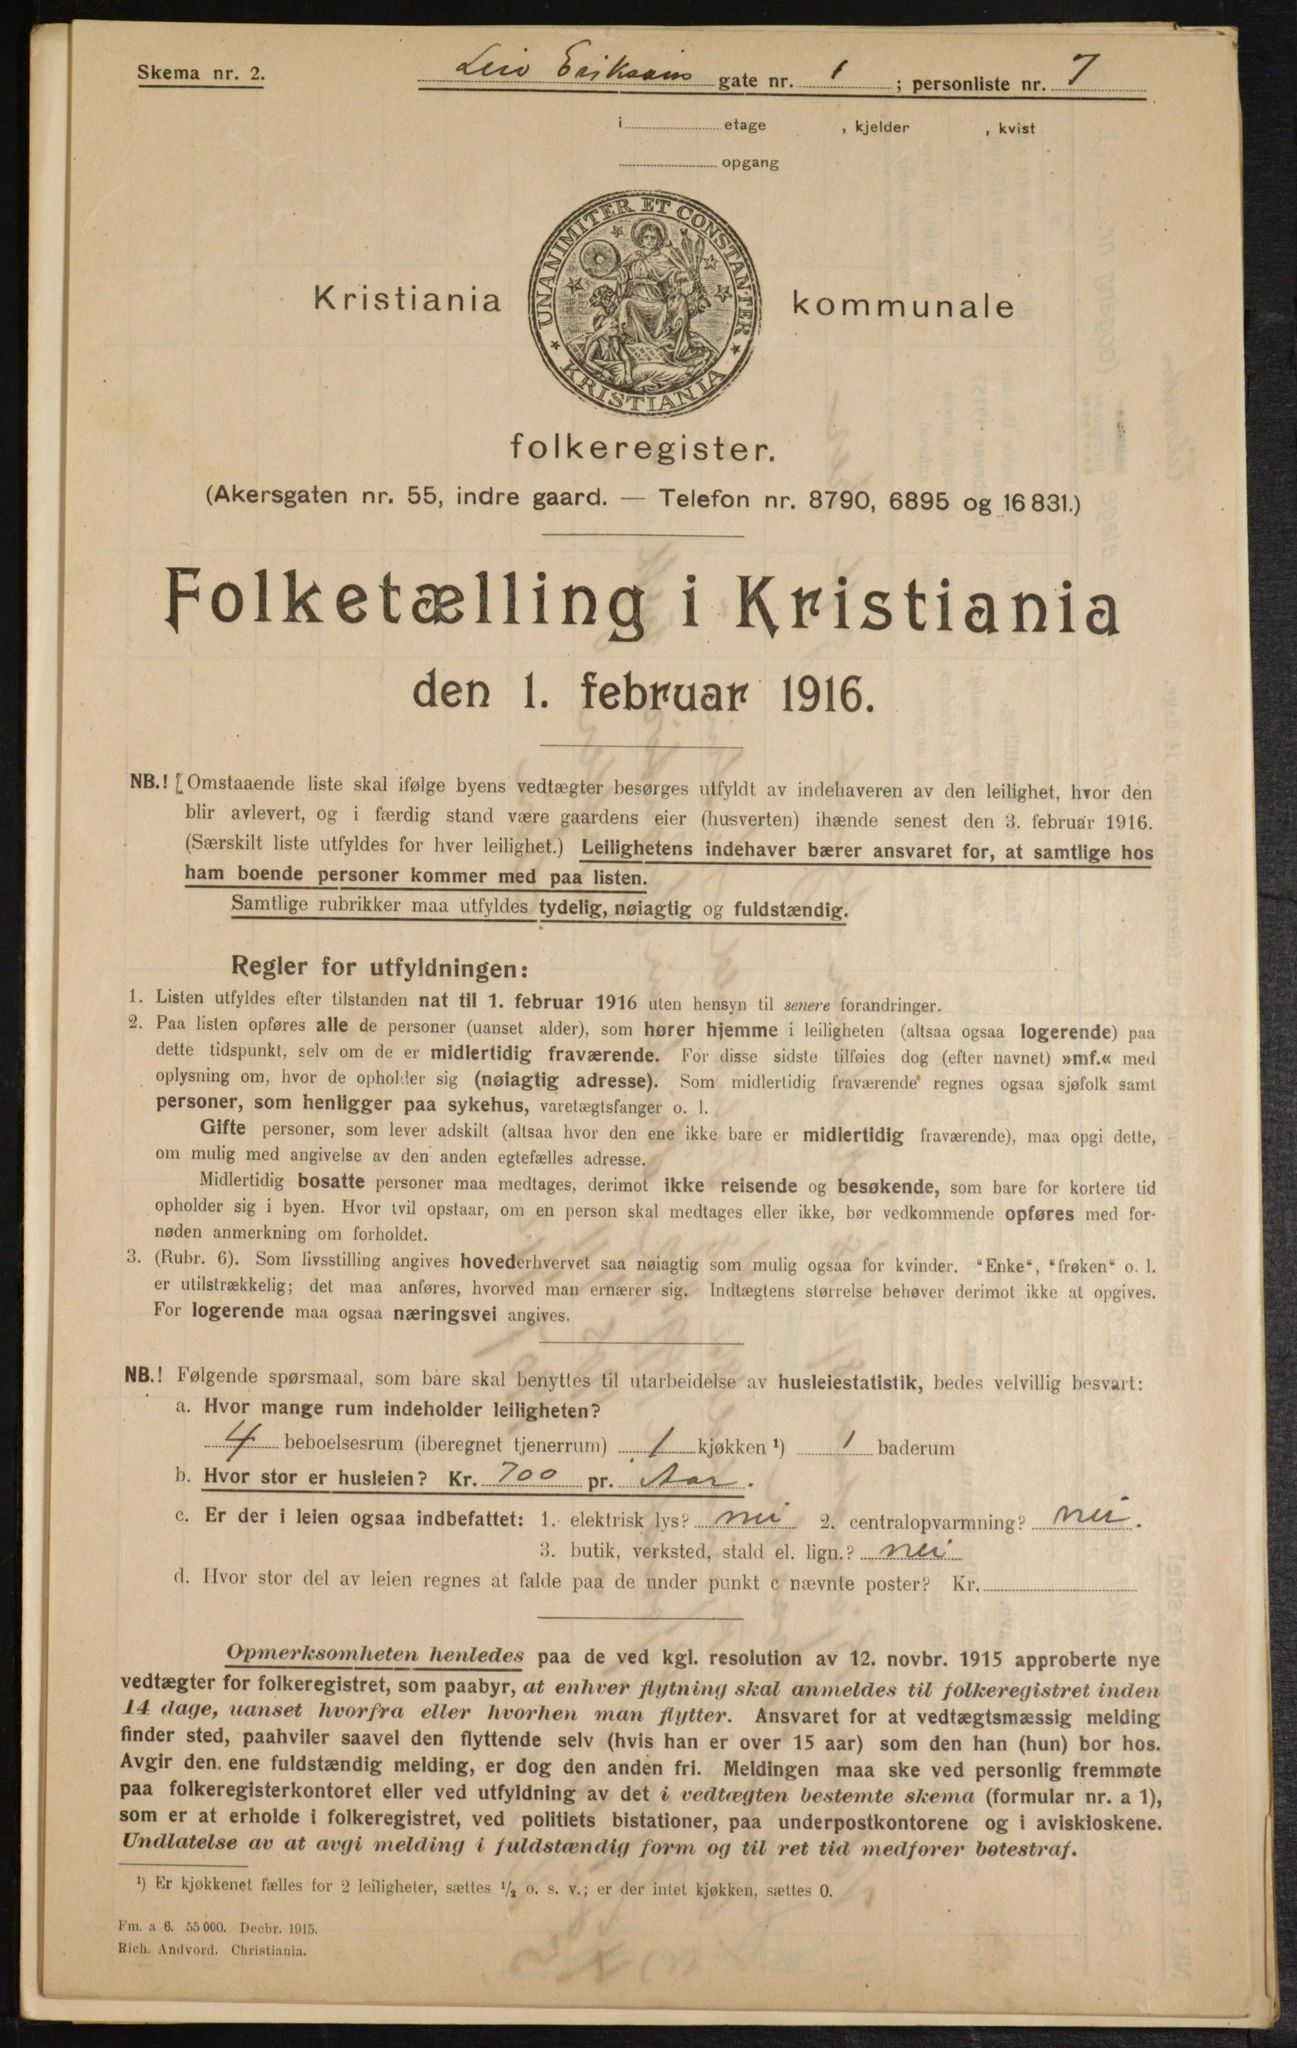 Skema nr. 2.
Leiv Eriksøns gate nr. 1 ; personliste nr. 7
i etage , kjelder , kvist
opgang
UNANIMITER ET CONSTANTER
* KRISTIANIA *
Kristiania kommunale
folkeregister.
(Akersgaten nr. 55, indre gaard. — Telefon nr. 8790, 6895 og 16831.)
Folketælling i Kristiania
den 1. februar 1916.
NB.! Omstaaende liste skal ifølge byens vedtægter besørges utfyldt av indehaveren av den leilighet, hvor den
blir avlevert, og i færdig stand være gaardens eier (husverten) ihænde senest den 3. februar 1916.
(Særskilt liste utfyldes for hver leilighet.) Leilighetens indehaver bærer ansvaret for, at samtlige hos
ham boende personer kommer med paa listen.
Samtlige rubrikker maa utfyldes tydelig, nøiagtig og fuldstændig.
Regler for utfyldningen:
1. Listen utfyldes efter tilstanden nat til 1. februar 1916 uten hensyn til senere forandringer.
2. Paa listen opføres alle de personer (uanset alder), som hører hjemme i leiligheten (altsaa ogsaa logerende) paa
dette tidspunkt, selv om de er midlertidig fraværende. For disse sidste tilføies dog (efter navnet) »mf.« med
oplysning om, hvor de opholder sig (nøiagtig adresse). Som midlertidig fraværende regnes ogsaa sjøfolk samt
personer, som henligger paa sykehus, varetægtsfanger o. l.
Gifte personer, som lever adskilt (altsaa hvor den ene ikke bare er midlertidig fraværende), maa opgi dette,
om mulig med angivelse av den anden egtefælles adresse.
Midlertidig bosatte personer maa medtages, derimot ikke reisende og besøkende, som bare for kortere tid
opholder sig i byen. Hvor tvil opstaar, om en person skal medtages eller ikke, bør vedkommende opføres med for-
nøden anmerkning om forholdet.
3. (Rubr. 6). Som livsstilling angives hovederhvervet saa nøiagtig som mulig ogsaa for kvinder. "Enke", "frøken" o. l.
er utilstrækkelig; det maa anføres, hvorved man ernærer sig. Indtægtens størrelse behøver derimot ikke at opgives.
For logerende maa ogsaa næringsvei angives.
NB.! Følgende spørsmaal, som bare skal benyttes til utarbeidelse av husleiestatistik, bedes velvillig besvart:
a. Hvor mange rum indeholder leiligheten?
4 beboelsesrum (iberegnet tjenerrum) 1 kjøkken ¹) 1 baderum
b. Hvor stor er husleien? Kr. 700 pr. Aar.
c. Er der i leien ogsaa indbefattet: 1. elektrisk lys? nei 2. centralopvarmning? nei.
3. butik, verksted, stald el. lign.? nei
d. Hvor stor del av leien regnes at falde paa de under punkt c nævnte poster? Kr.
Opmerksomheten henledes paa de ved kgl. resolution av 12. novbr. 1915 approberte nye
vedtægter for folkeregistret, som paabyr, at enhver flytning skal anmeldes til folkeregistret inden
14 dage, uanset hvorfra eller hvorhen man flytter. Ansvaret for at vedtægtsmæssig melding
finder sted, paahviler saavel den flyttende selv (hvis han er over 15 aar) som den han (hun) bor hos.
Avgir den ene fuldstændig melding, er dog den anden fri. Meldingen maa ske ved personlig fremmøte
paa folkeregisterkontoret eller ved utfyldning av det i vedtægten bestemte skema (formular nr. a 1),
som er at erholde i folkeregistret, ved politiets bistationer, paa underpostkontorene og i aviskioskene.
Undlatelse av at avgi melding i fuldstændig form og til ret tid medfører bøtestraf.
¹) Er kjøkkenet fælles for 2 leiligheter, sættes ½ o. s. v.; er der intet kjøkken, sættes 0.
Fm. a 6. 55000. Decbr. 1915.
Rich. Andvord. Christiania.